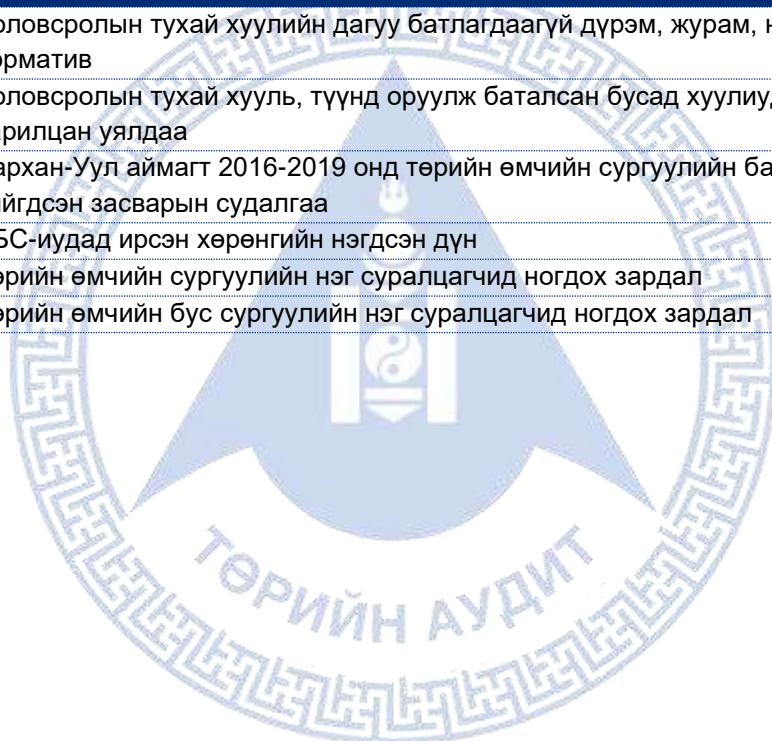 оловсролын тухай хуулийн дагуу батлагдаагүй дүрэм, журам, н
орматив
оловсролын тухай хууль, түүнд оруулж баталсан бусад хуулиуд
арилцан уялдаа
архан-Уул аймагт 2016-2019 онд төрийн өмчийн сургуулийн ба
ийгдсэн засварын судалгаа
БС-иудад ирсэн хөрөнгийн нэгдсэн дүн
өрийн өмчийн сургуулийн нэг суралцагчид ногдох зардал
өрийн өмчийн бус сургуулийн нэг суралцагчид ногдох зардал
ТӨРИЙН АУДИТ